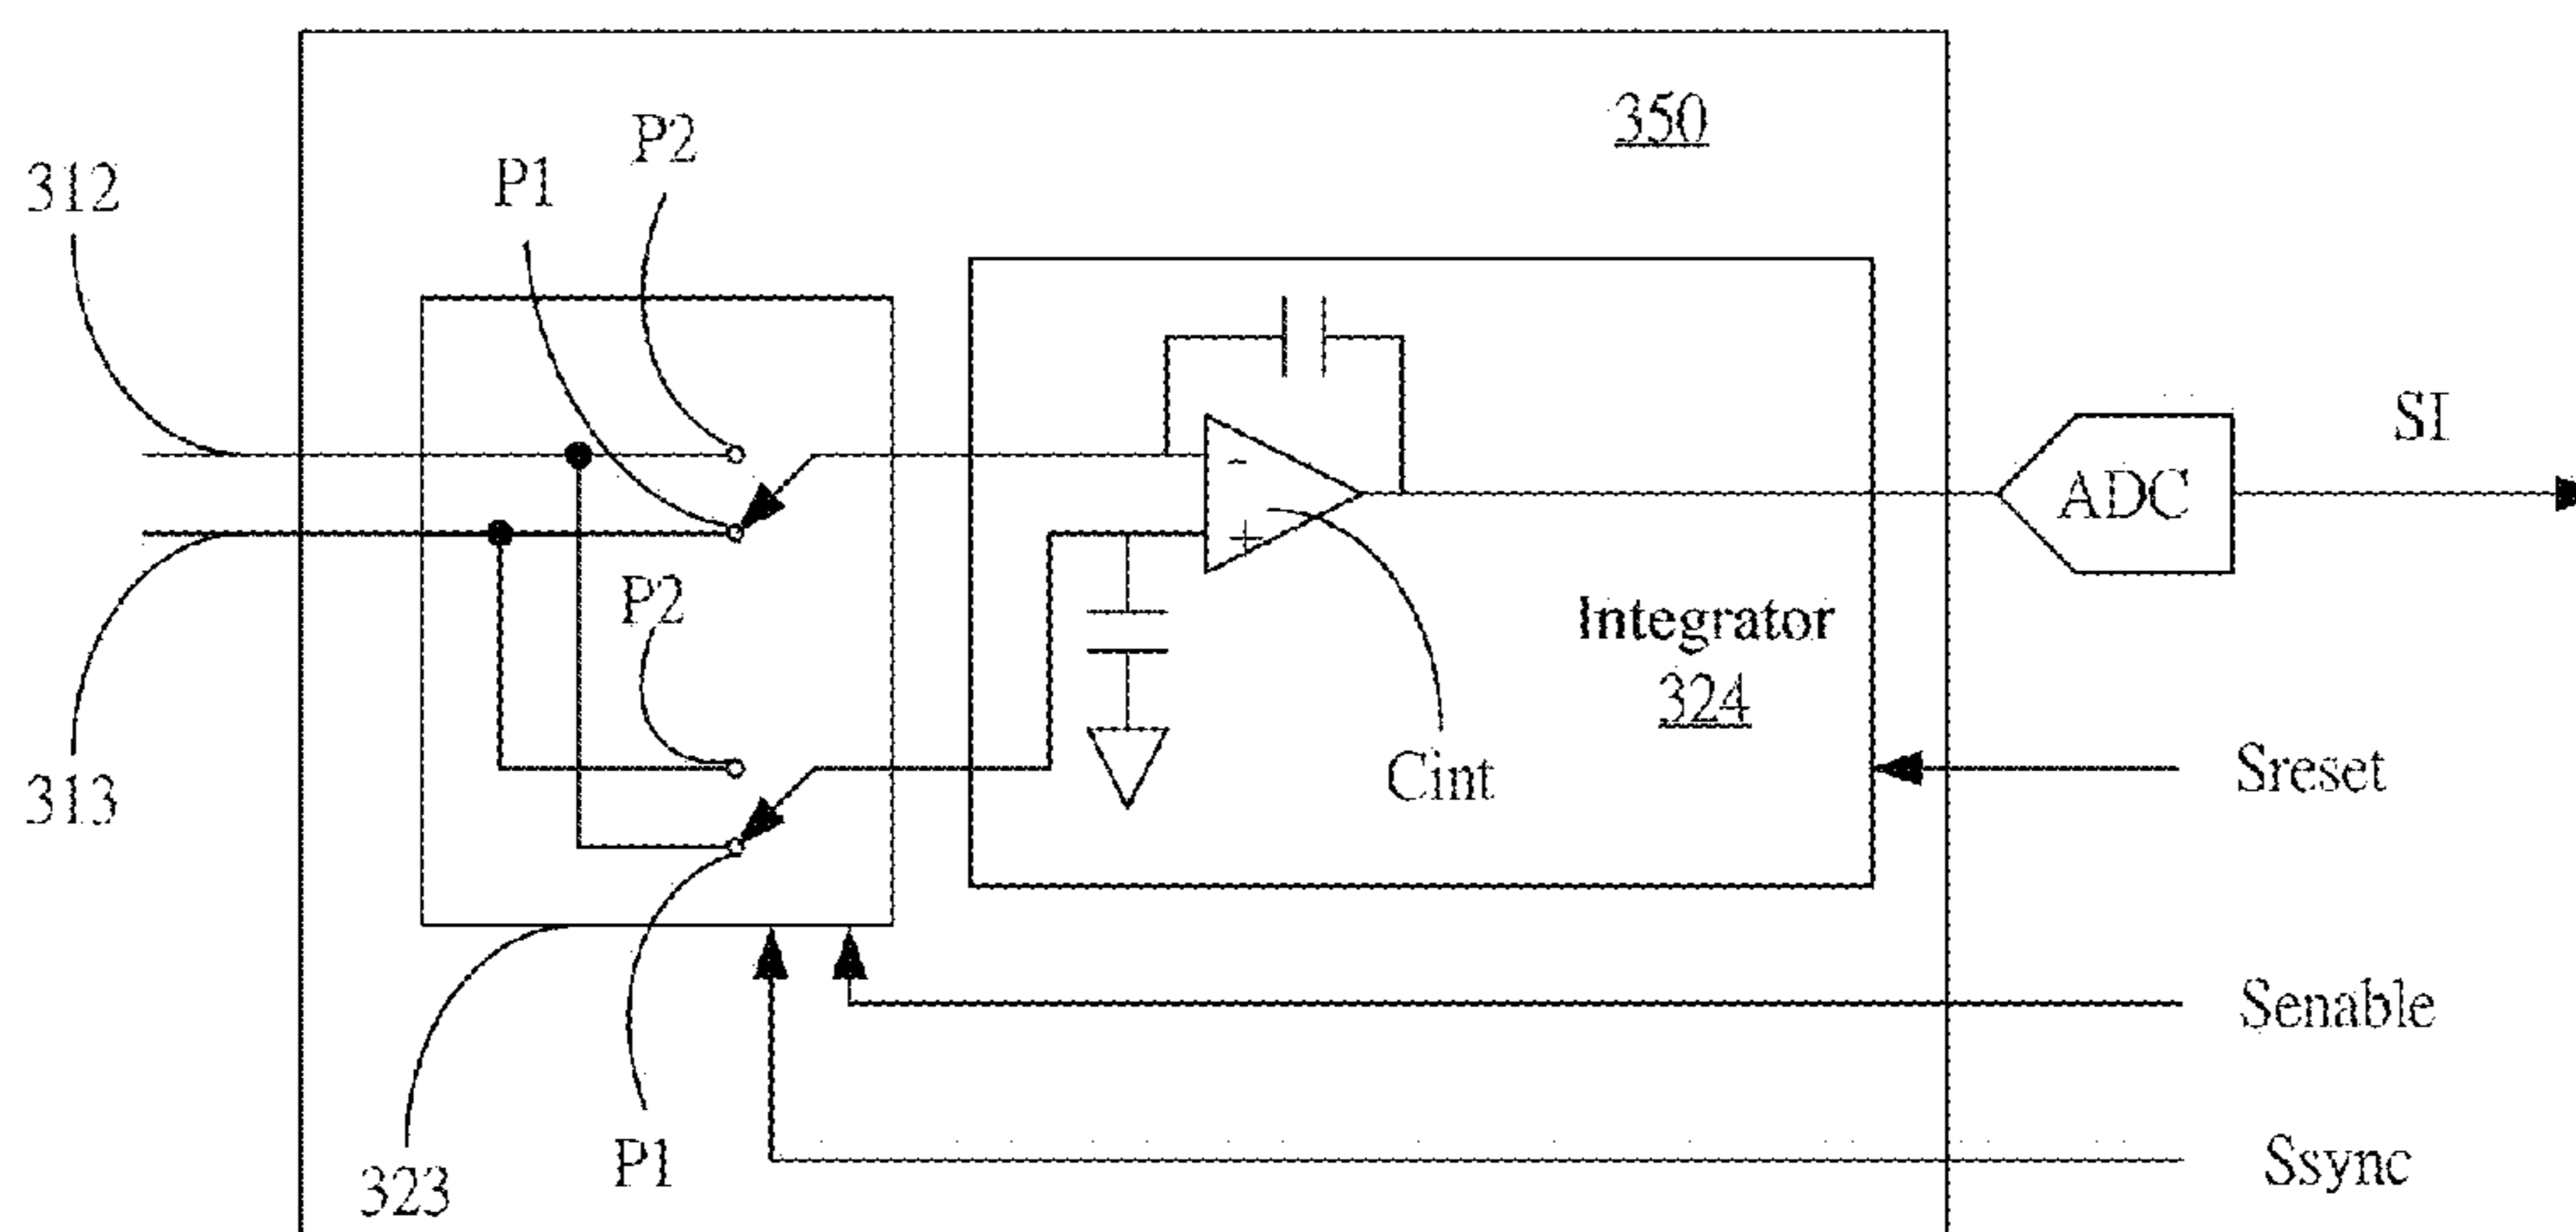 350
P2
P1
312
SI
-
ADC
+
P2
Integrator
324
Cint
Sreset
313
Senable
P1
Ssync
323